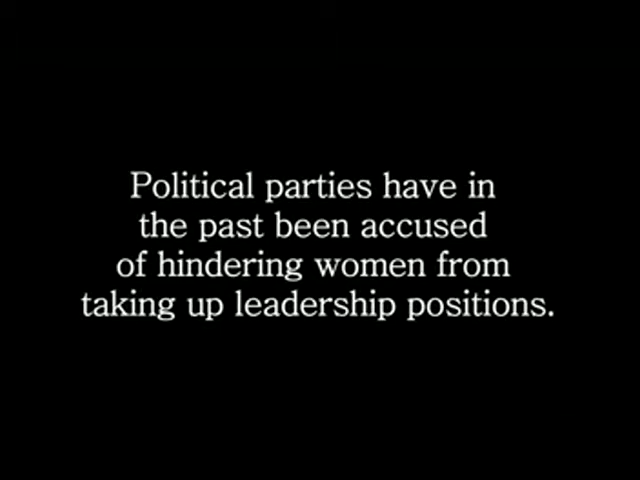 Political parties have in
the past been accused
of hindering women from
taking up leadership positions.